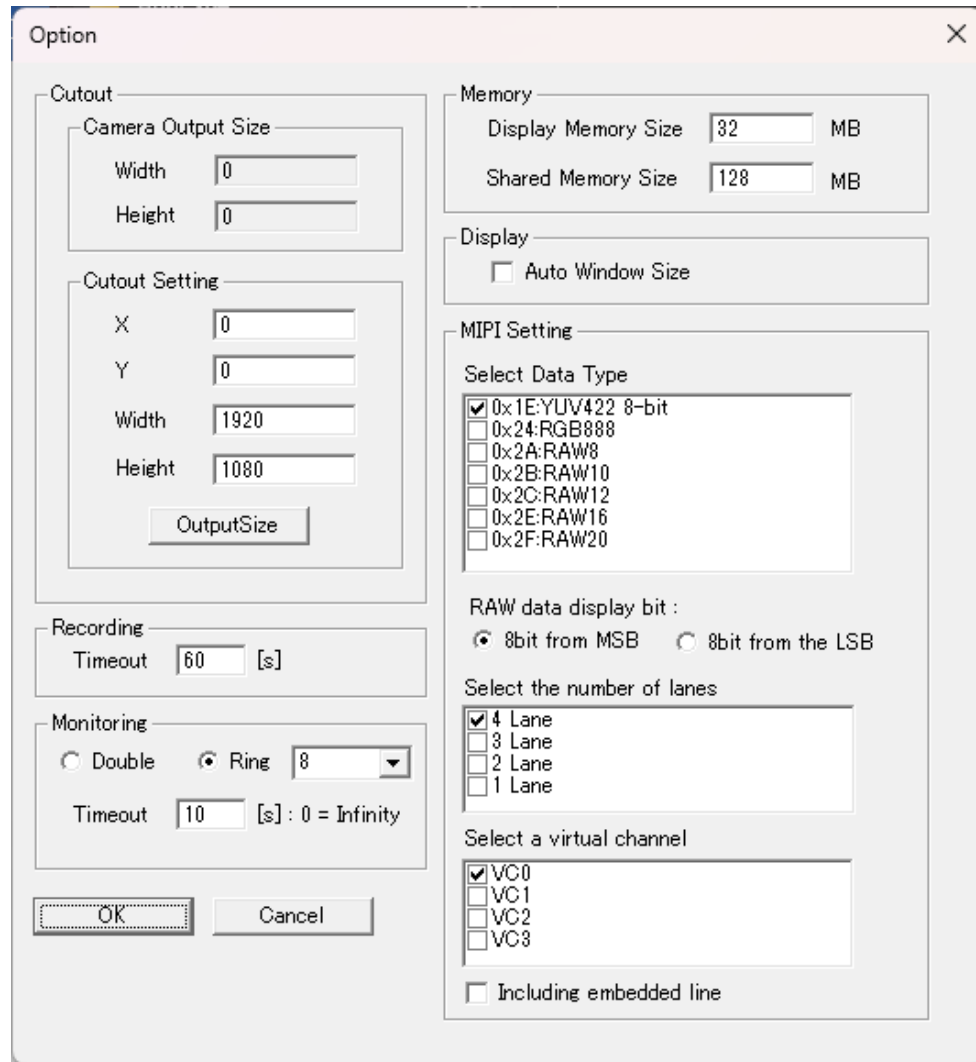 Option
Cutout
Camera Output Size
Width 0
Height 0
Cutout Setting
X 0
Y 0
Width 1920
Height 1080
OutputSize
Recording
Timeout 60 [s]
Monitoring
Double Ring 8
Timeout 10 [s] : 0 = Infinity
OK Cancel
Memory
Display Memory Size 32 MB
Shared Memory Size 128 MB
Display
Auto Window Size
MIPI Setting
Select Data Type
0x1E:YUV422 8-bit
0x24:RGB888
0x2A:RAW8
0x2B:RAW10
0x2C:RAW12
0x2E:RAW16
0x2F:RAW20
RAW data display bit :
8bit from MSB 8bit from the LSB
Select the number of lanes
4 Lane
3 Lane
2 Lane
1 Lane
Select a virtual channel
VC0
VC1
VC2
VC3
Including embedded line